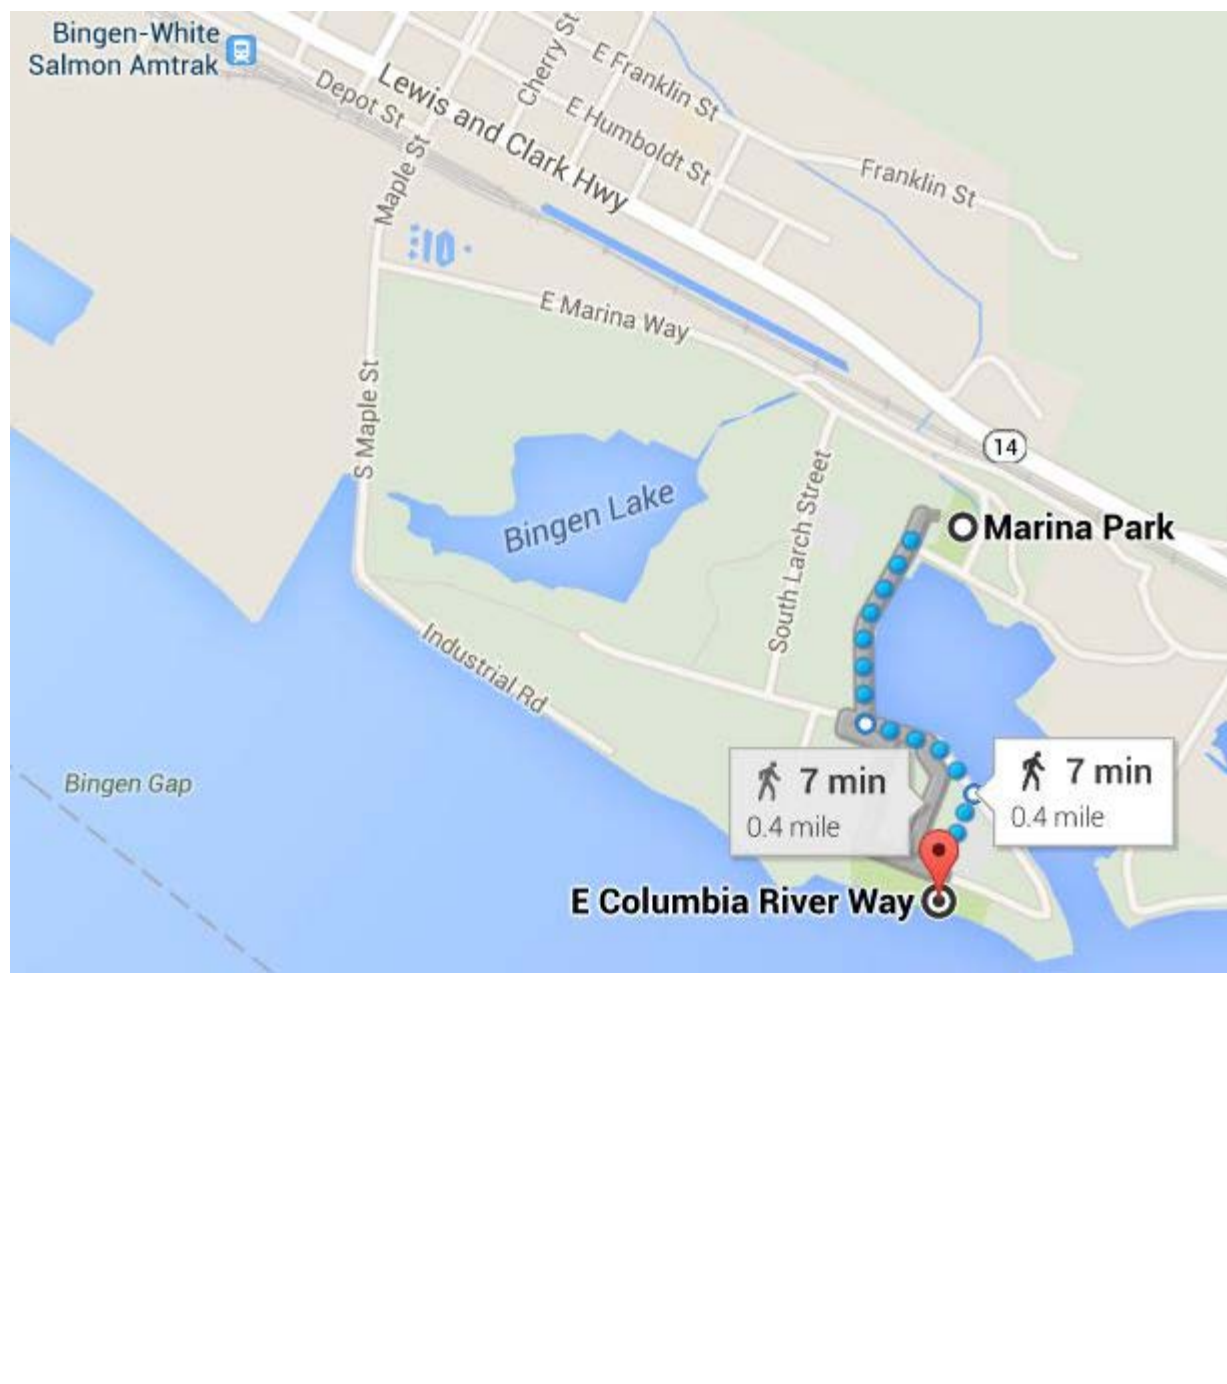 Bingen-White
Salmon Amtrak
Depot St
Lewis and Clark Hwy
Cherry St
E Franklin St
E Humboldt St
Franklin St
Maple St
E Marina Way
S Maple St
14
Bingen Lake
South Larch Street
Marina Park
Industrial Rd
Bingen Gap
7 min
0.4 mile
7 min
0.4 mile
E Columbia River Way